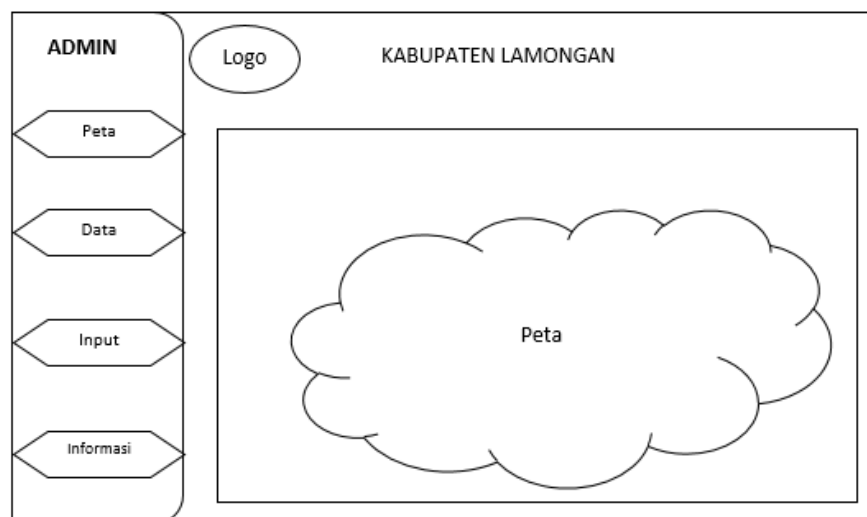 ADMIN
Logo
KABUPATEN LAMONGAN
Peta
Data
Input
Informasi
Peta